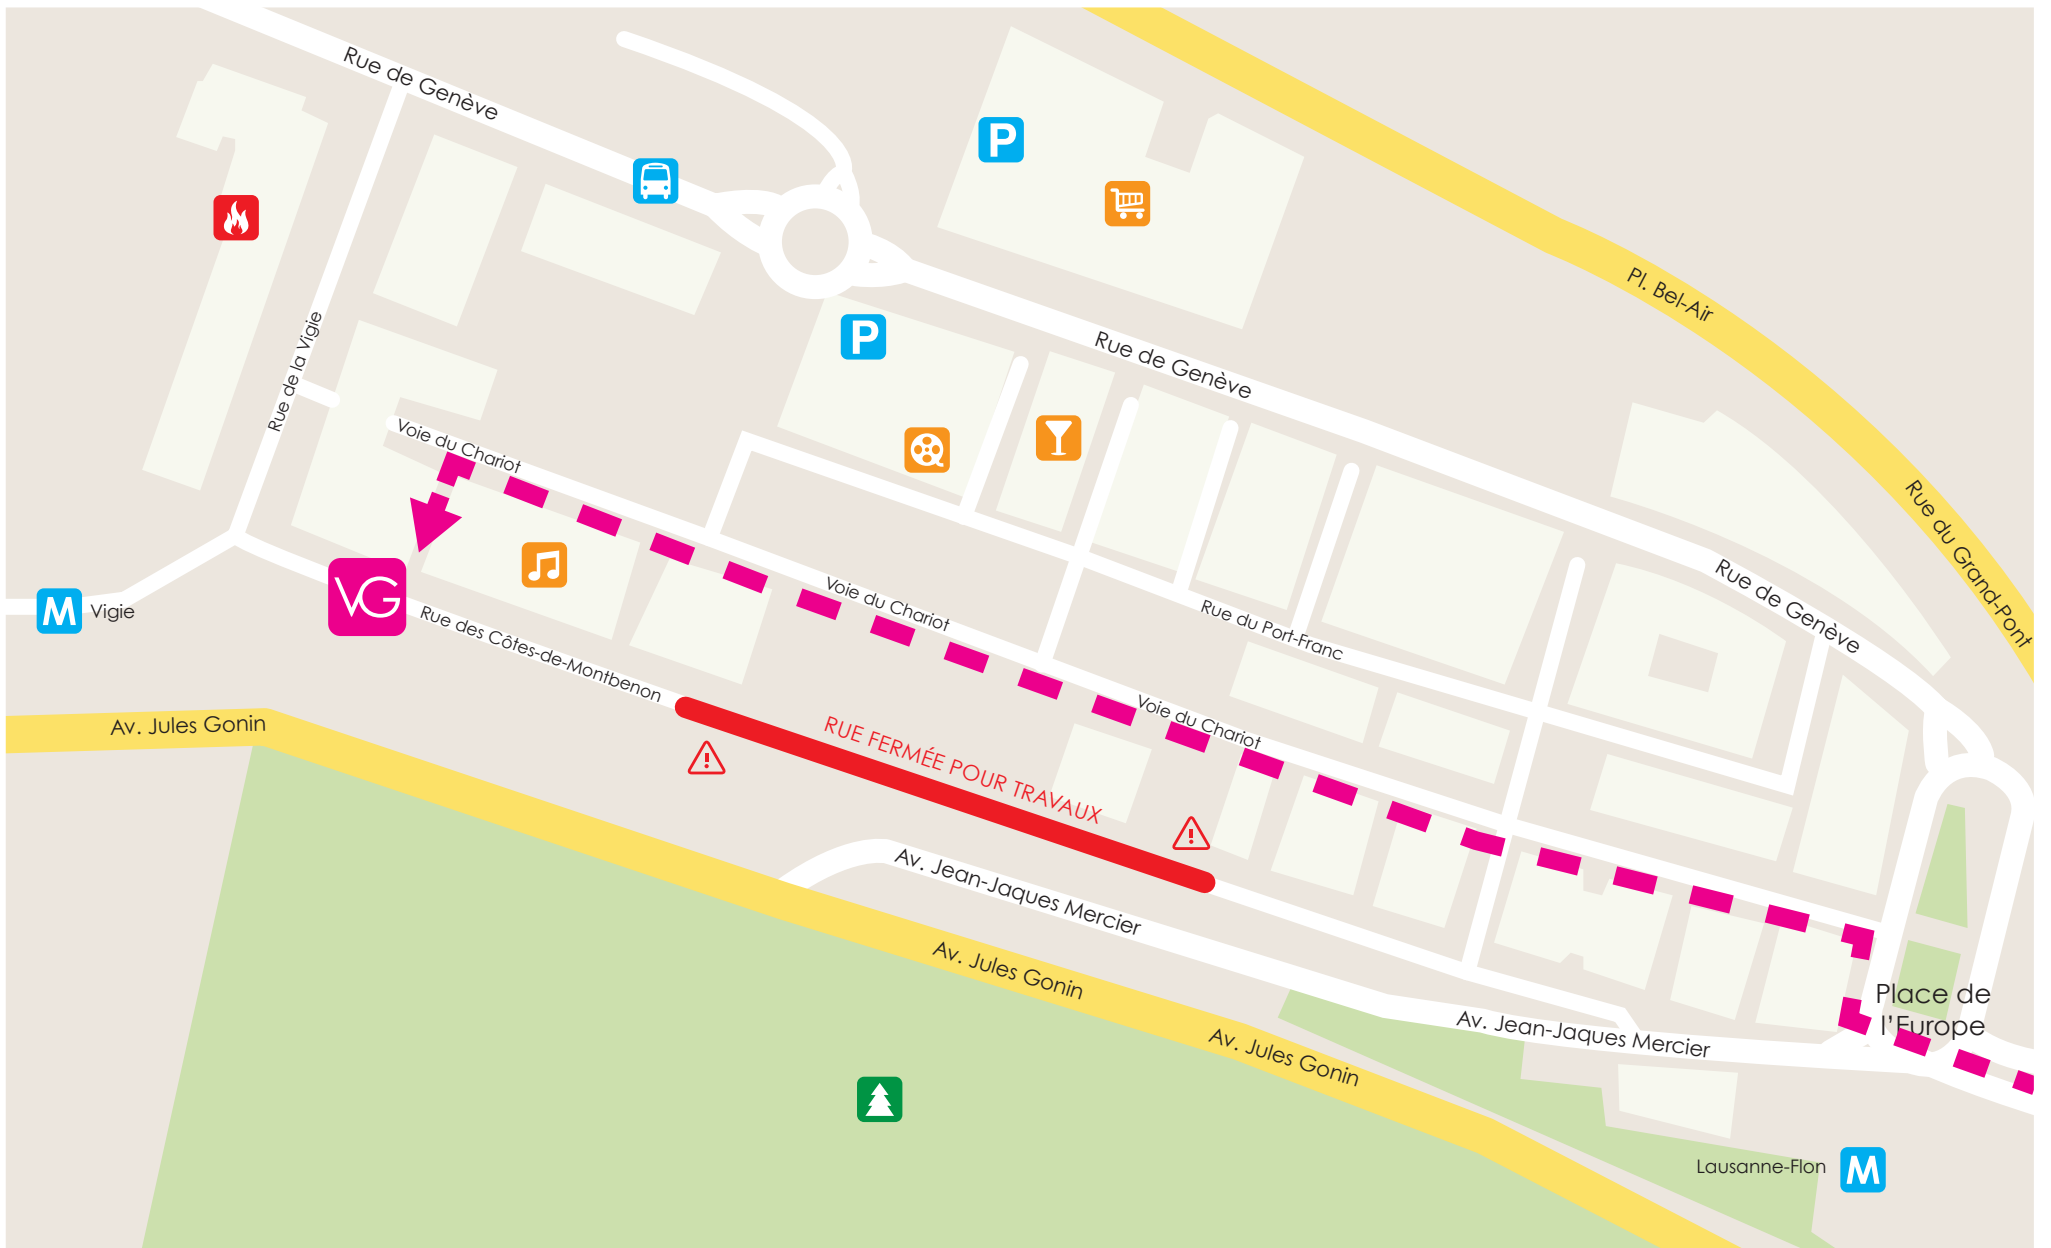 Rue de Genève
P
Pl. Bel-Air
Rue de la Vigie
P
Rue de Genève
Voie du Chariot
Rue du Grand-Pont
VG
M Vigie
Rue des Côtes-de-Montbenon
Voie du Chariot
Rue du Port-Franc
Rue de Genève
Av. Jules Gonin
RUE FERMÉE POUR TRAVAUX
Voie du Chariot
Av. Jean-Jaques Mercier
Av. Jules Gonin
Place de
l'Europe
Av. Jean-Jaques Mercier
Av. Jules Gonin
Lausanne-Flon M